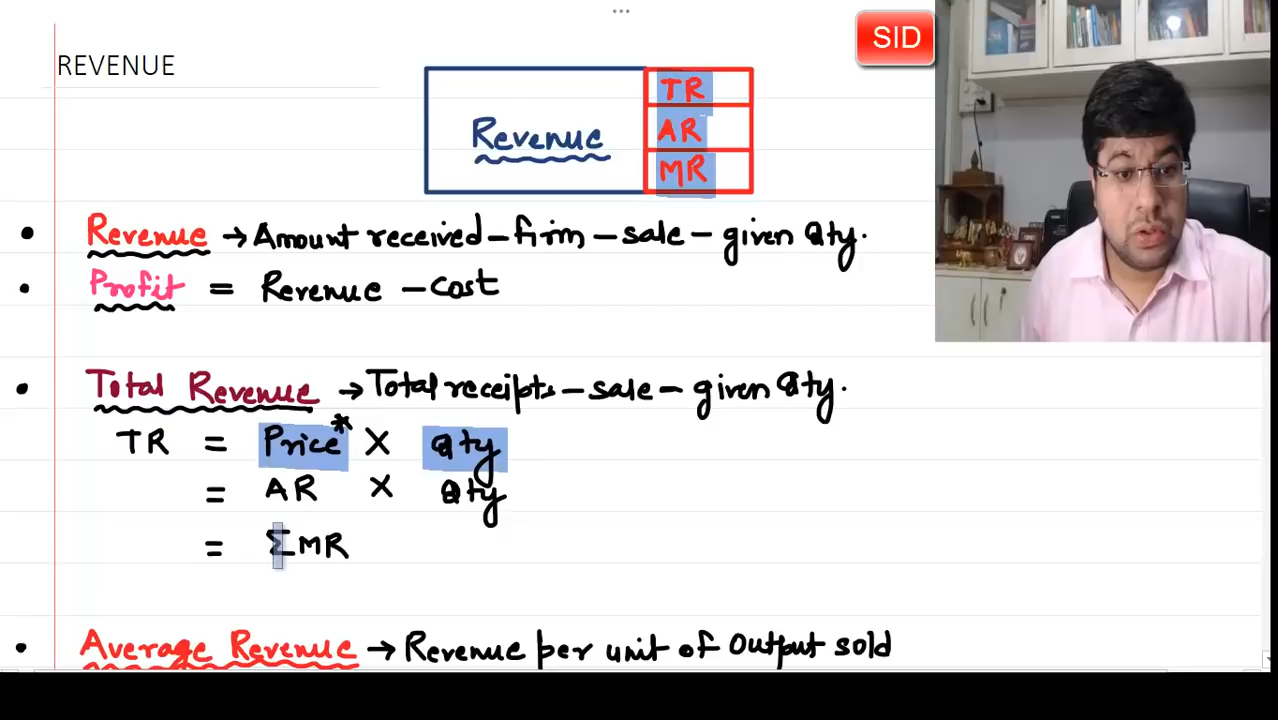 SID
REVENUE
Revenue
TR
AR
MR
• Revenue → Amount received – firm – sale – given Qty.
• Profit = Revenue – cost
• Total Revenue → Total receipts – sale – given Qty.
TR = Price* X Qty
= AR X Qty
= ΣMR
• Average Revenue → Revenue per unit of Output sold